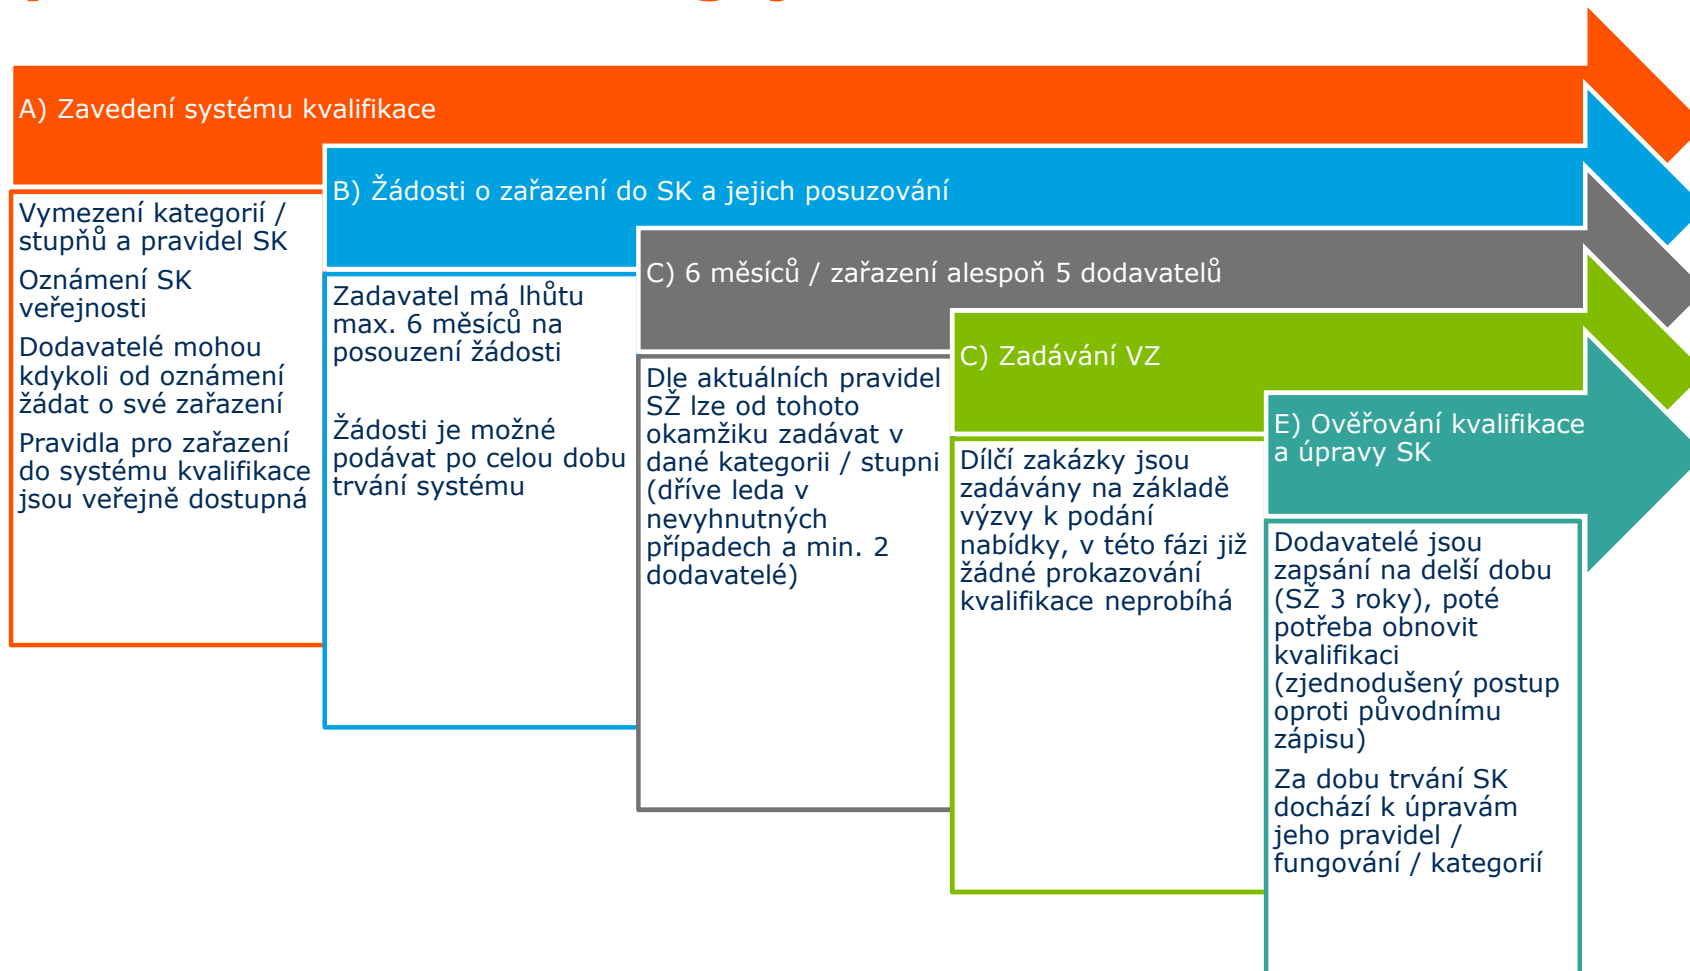 A) Zavedení systému kvalifikace
Vymezení kategorií /
stupňů a pravidel SK
Oznámení SK
veřejnosti
Dodavatelé mohou
kdykoli od oznámení
žádat o své zařazení
Pravidla pro zařazení
do systému kvalifikace
jsou veřejně dostupná
B) Žádosti o zařazení do SK a jejich posuzování
Zadavatel má lhůtu
max. 6 měsíců na
posouzení žádosti
Žádosti je možné
podávat po celou dobu
trvání systému
C) 6 měsíců / zařazení alespoň 5 dodavatelů
Dle aktuálních pravidel
SŽ lze od tohoto
okamžiku zadávat v
dané kategorii / stupni
(dříve leda v
nevyhnutných
případech a min. 2
dodavatelé)
C) Zadávání VZ
Dílčí zakázky jsou
zadávány na základě
výzvy k podání
nabídky, v této fázi již
žádné prokazování
kvalifikace neprobíhá
E) Ověřování kvalifikace
a úpravy SK
Dodavatelé jsou
zapsání na delší dobu
(SŽ 3 roky), poté
potřeba obnovit
kvalifikaci
(zjednodušený postup
oproti původnímu
zápisu)
Za dobu trvání SK
dochází k úpravám
jeho pravidel /
fungování / kategorií